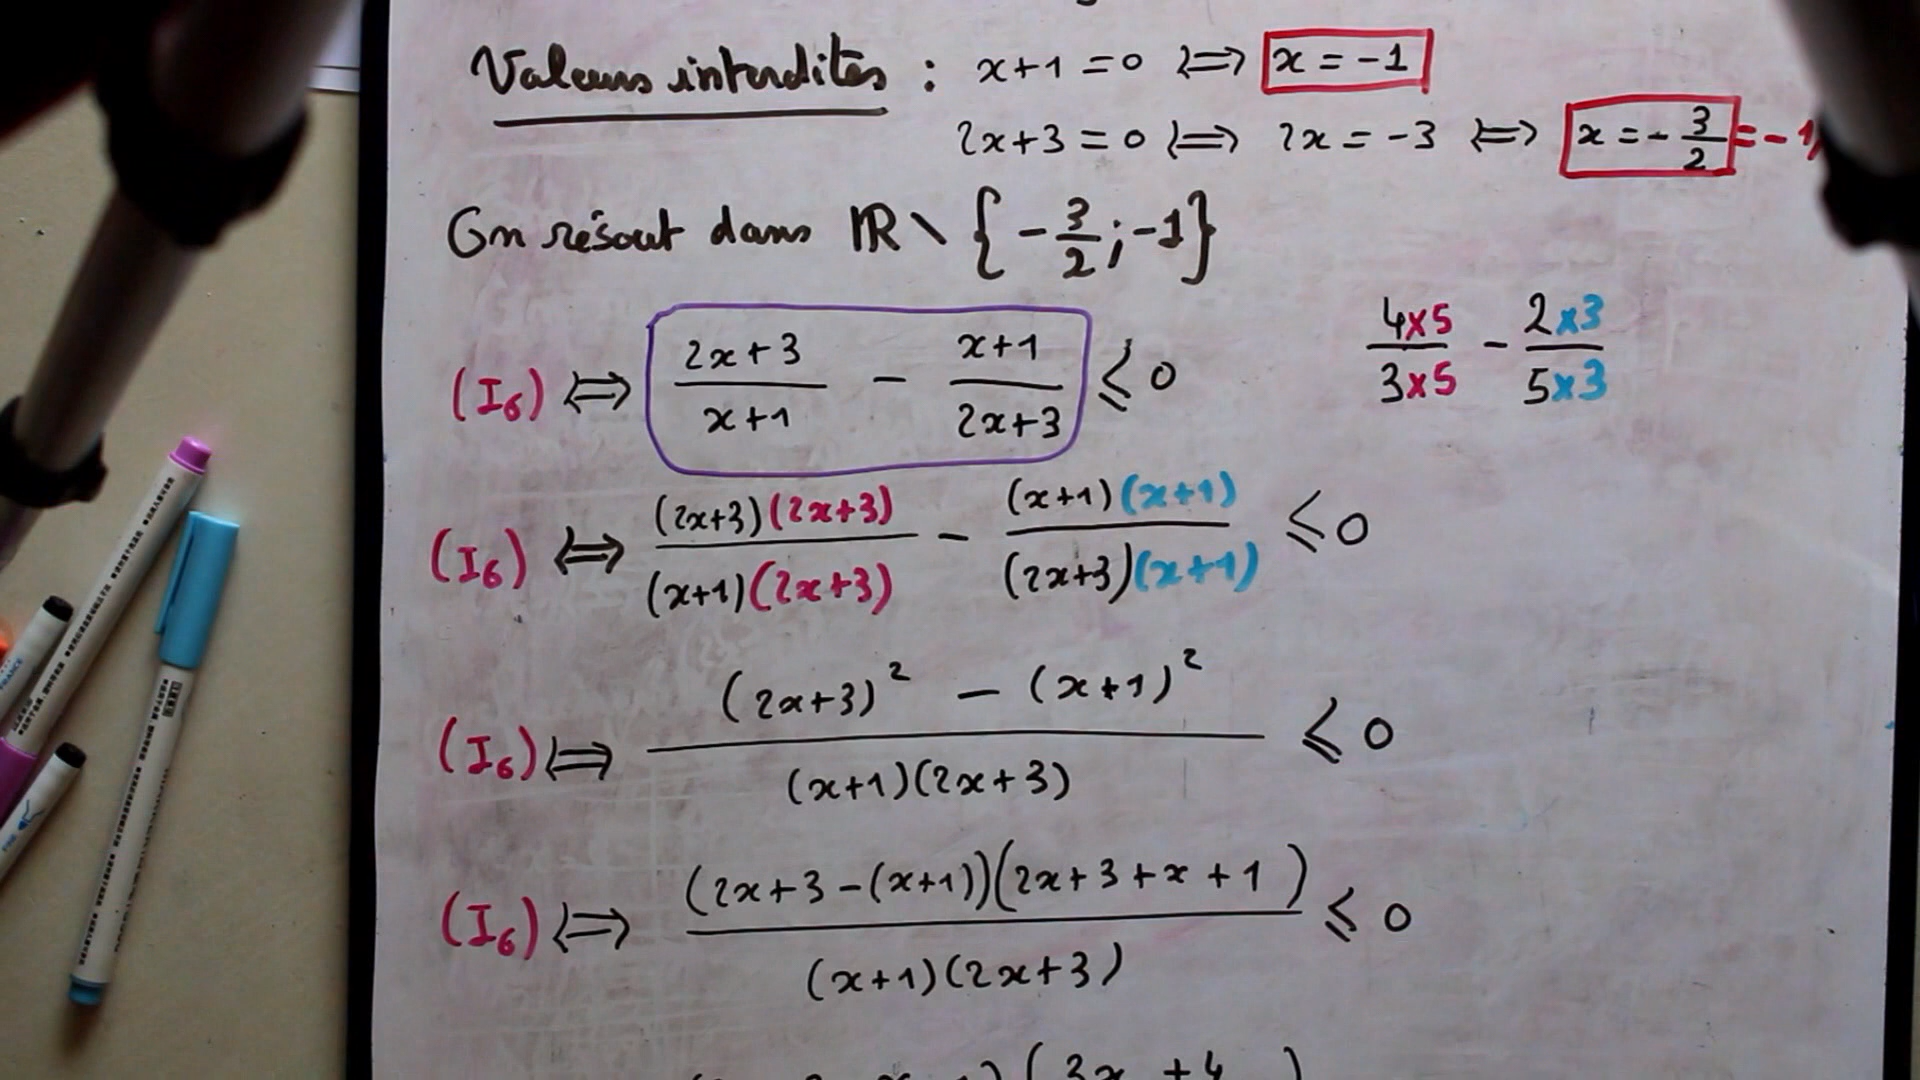 Valeurs interdites : x+1 = 0 ⟺ x = -1
2x+3 = 0 ⟺ 2x = -3 ⟺ x = - 3/2 = -1,
On résout dans ℝ \ { - 3/2 ; -1 }
(I₆) ⟺ (2x+3)/(x+1) - (x+1)/(2x+3) ⩽ 0
(4×5)/(3×5) - (2×3)/(5×3)
(I₆) ⟺ ((2x+3)(2x+3))/((x+1)(2x+3)) - ((x+1)(x+1))/((2x+3)(x+1)) ⩽ 0
(I₆) ⟺ ((2x+3)² - (x+1)²)/((x+1)(2x+3)) ⩽ 0
(I₆) ⟺ ((2x+3-(x+1))(2x+3+x+1))/((x+1)(2x+3)) ⩽ 0
(3x + 4 )